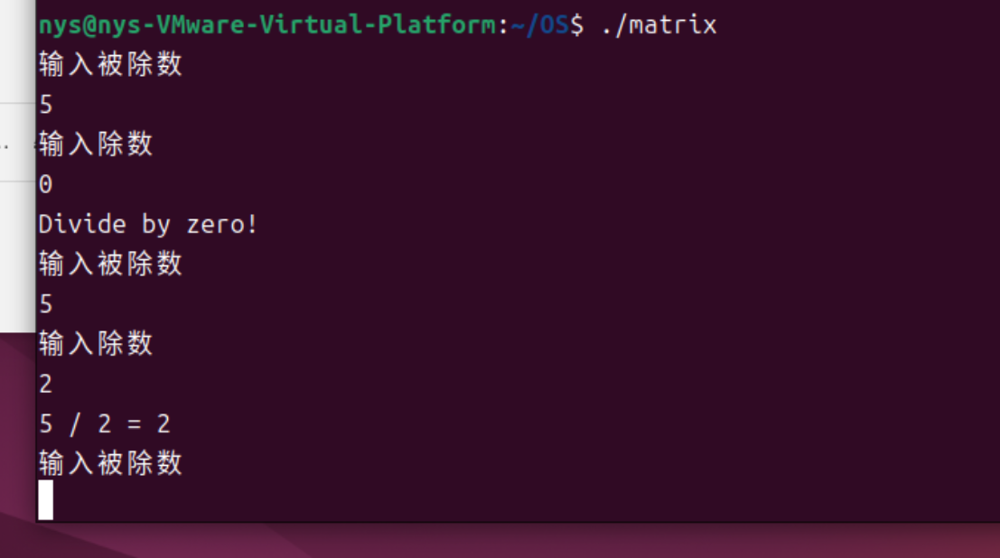 nys@nys-VMware-Virtual-Platform:~/OS$ ./matrix
输入被除数
5
输入除数
0
Divide by zero!
输入被除数
5
输入除数
2
5 / 2 = 2
输入被除数